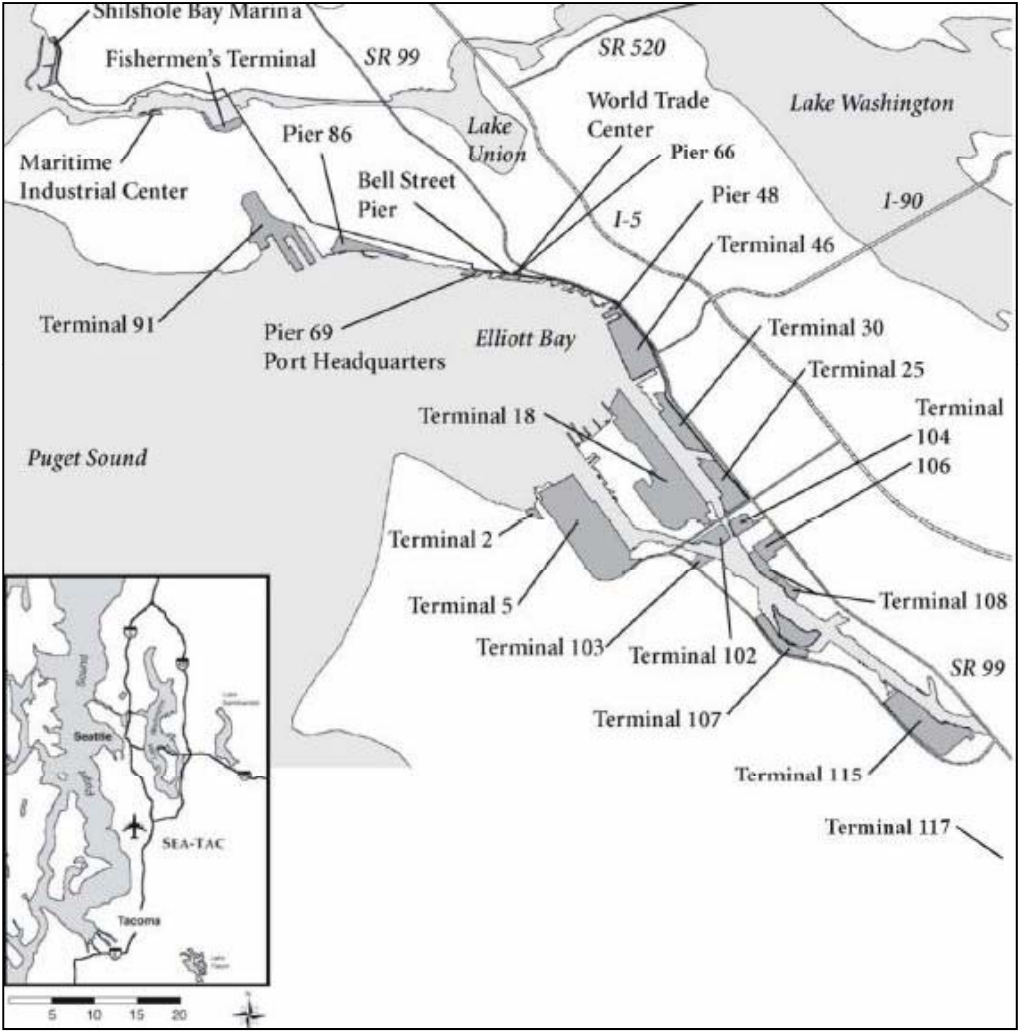 Shilshole Bay Marina
Fishermen's Terminal
SR 99
SR 520
Lake Washington
World Trade
Center
Lake
Union
Pier 86
Pier 66
Maritime
Industrial Center
Bell Street
Pier
Pier 48
I-90
I-5
Terminal 46
Terminal 91
Pier 69
Port Headquarters
Elliott Bay
Terminal 30
Terminal 25
Terminal
104
106
Terminal 18
Puget Sound
Terminal 2
Terminal 5
Terminal 108
Terminal 103
Terminal 102
SR 99
Terminal 107
Terminal 115
Terminal 117
Sound
Seattle
Puget
SEA-TAC
Tacoma
Lake
5 10 15 20
N